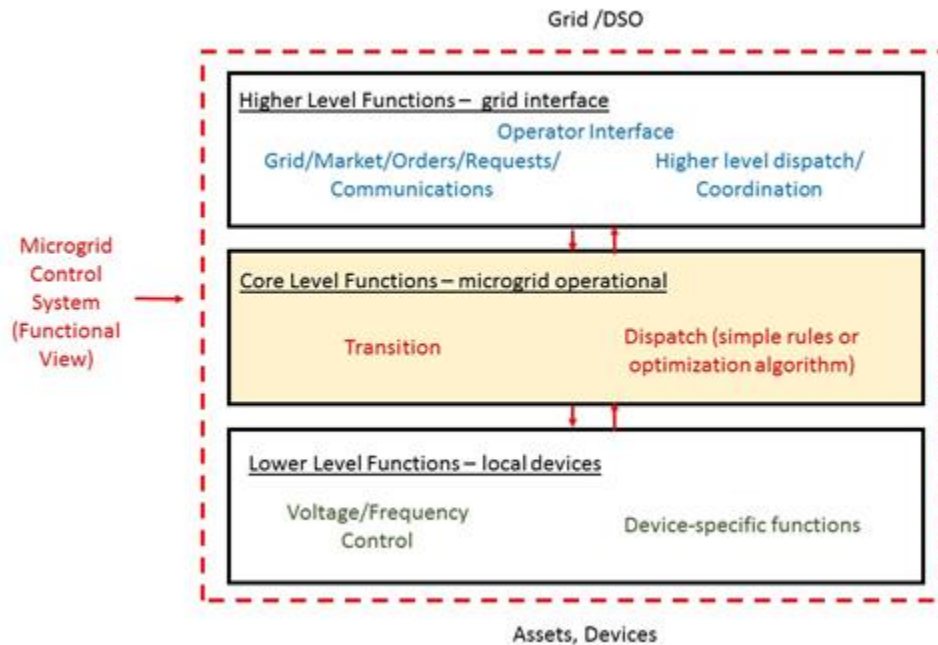 Grid /DSO
Higher Level Functions – grid interface
Operator Interface
Grid/Market/Orders/Requests/
Communications
Higher level dispatch/
Coordination
Microgrid
Control
System
(Functional
View)
Core Level Functions – microgrid operational
Transition
Dispatch (simple rules or
optimization algorithm)
Lower Level Functions – local devices
Voltage/Frequency
Control
Device-specific functions
Assets, Devices